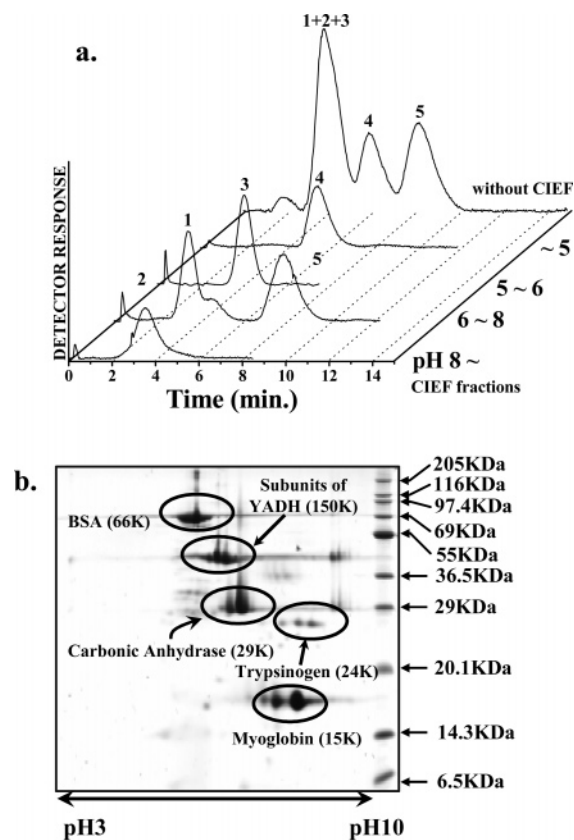 a.
1+2+3
4
5
without CIEF
3
4
~ 5
1
5
5 ~ 6
2
6 ~ 8
pH 8 ~
CIEF fractions
DETECTOR RESPONSE
0 2 4 6 8 10 12 14
Time (min.)
b.
205KDa
116KDa
97.4KDa
69KDa
55KDa
36.5KDa
29KDa
20.1KDa
14.3KDa
6.5KDa
Subunits of
YADH (150K)
BSA (66K)
Carbonic Anhydrase (29K)
Trypsinogen (24K)
Myoglobin (15K)
pH3
pH10